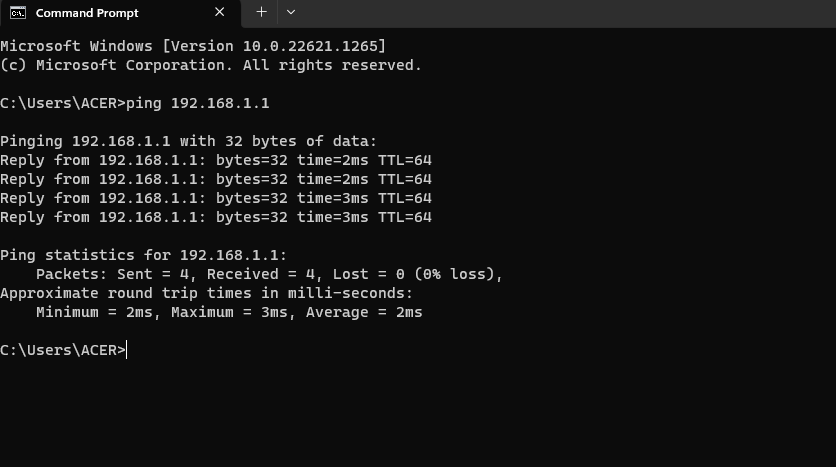 Command Prompt
Microsoft Windows [Version 10.0.22621.1265]
(c) Microsoft Corporation. All rights reserved.
C:\Users\ACER>ping 192.168.1.1
Pinging 192.168.1.1 with 32 bytes of data:
Reply from 192.168.1.1: bytes=32 time=2ms TTL=64
Reply from 192.168.1.1: bytes=32 time=2ms TTL=64
Reply from 192.168.1.1: bytes=32 time=3ms TTL=64
Reply from 192.168.1.1: bytes=32 time=3ms TTL=64
Ping statistics for 192.168.1.1:
    Packets: Sent = 4, Received = 4, Lost = 0 (0% loss),
Approximate round trip times in milli-seconds:
    Minimum = 2ms, Maximum = 3ms, Average = 2ms
C:\Users\ACER>